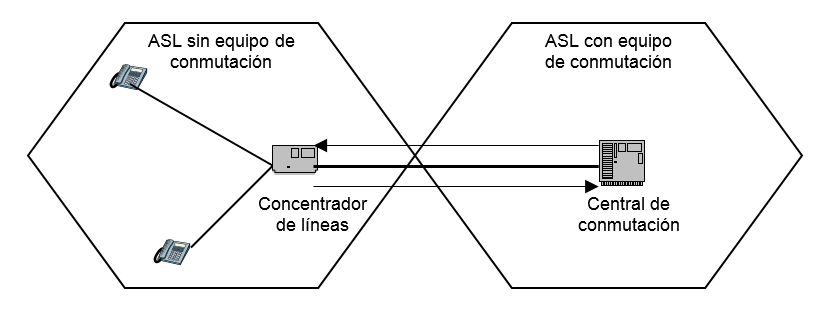 ASL sin equipo de
conmutación
ASL con equipo
de conmutación
Concentrador
de líneas
Central de
conmutación